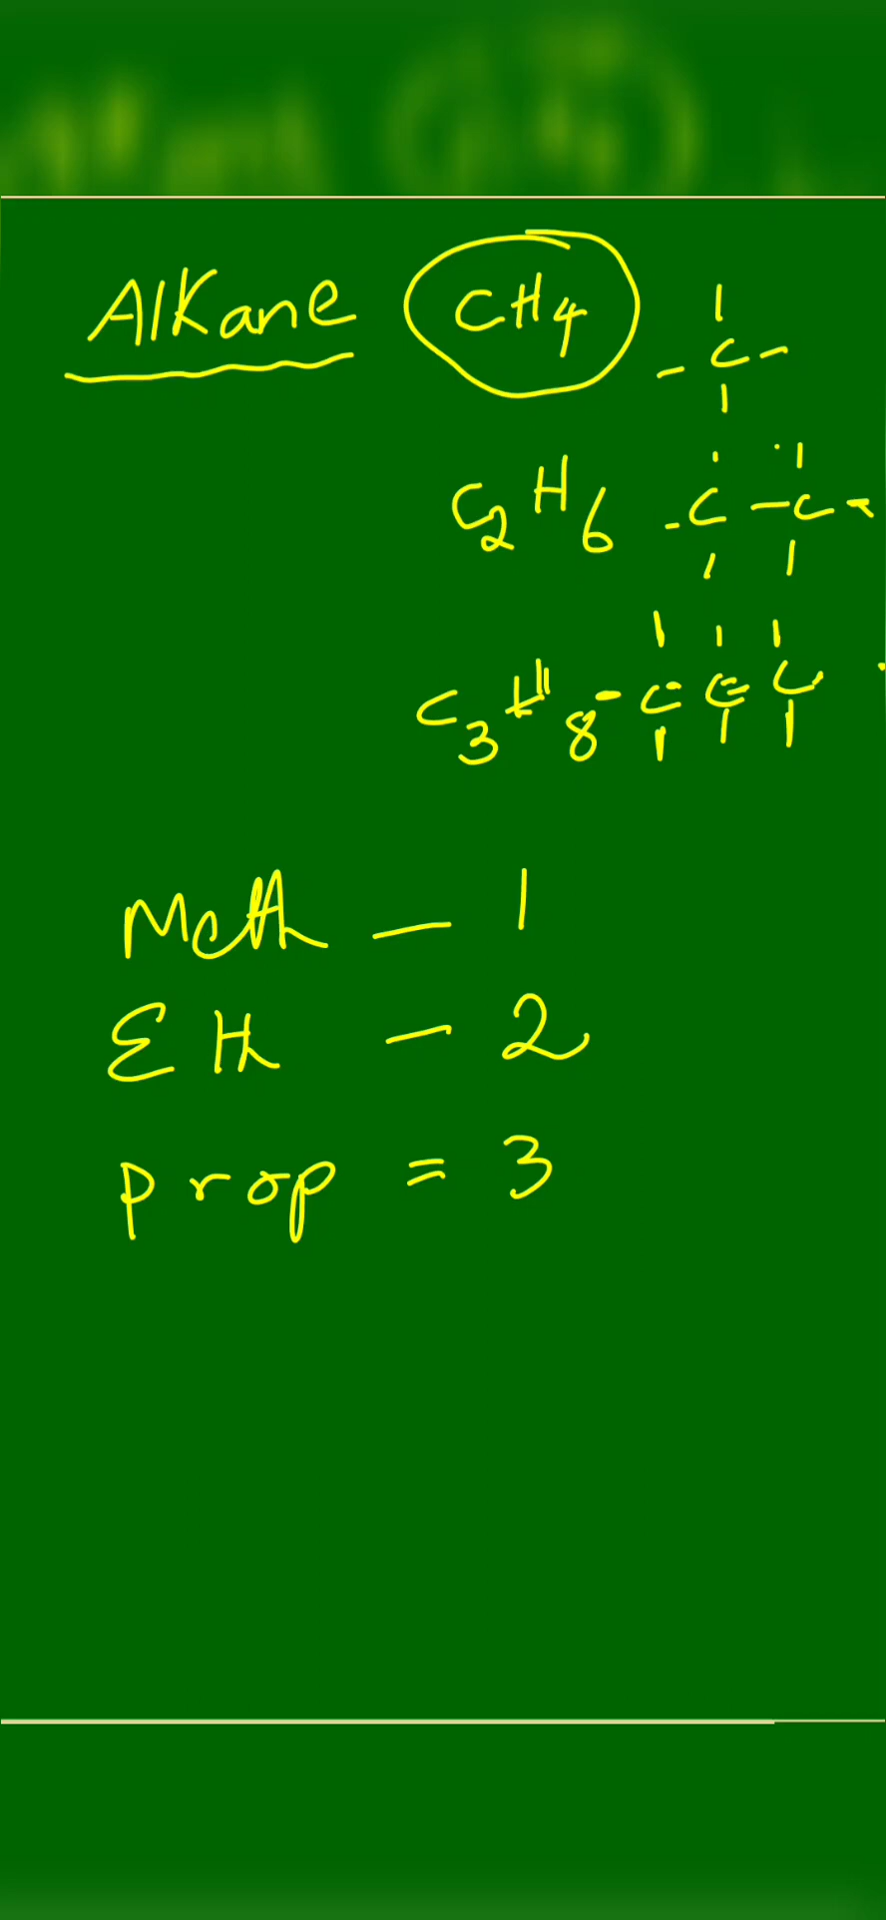 Alkane CH4
- C -
C2H6 - C - C -
C3H8 - C - C - C
Meth - 1
Eth - 2
prop = 3